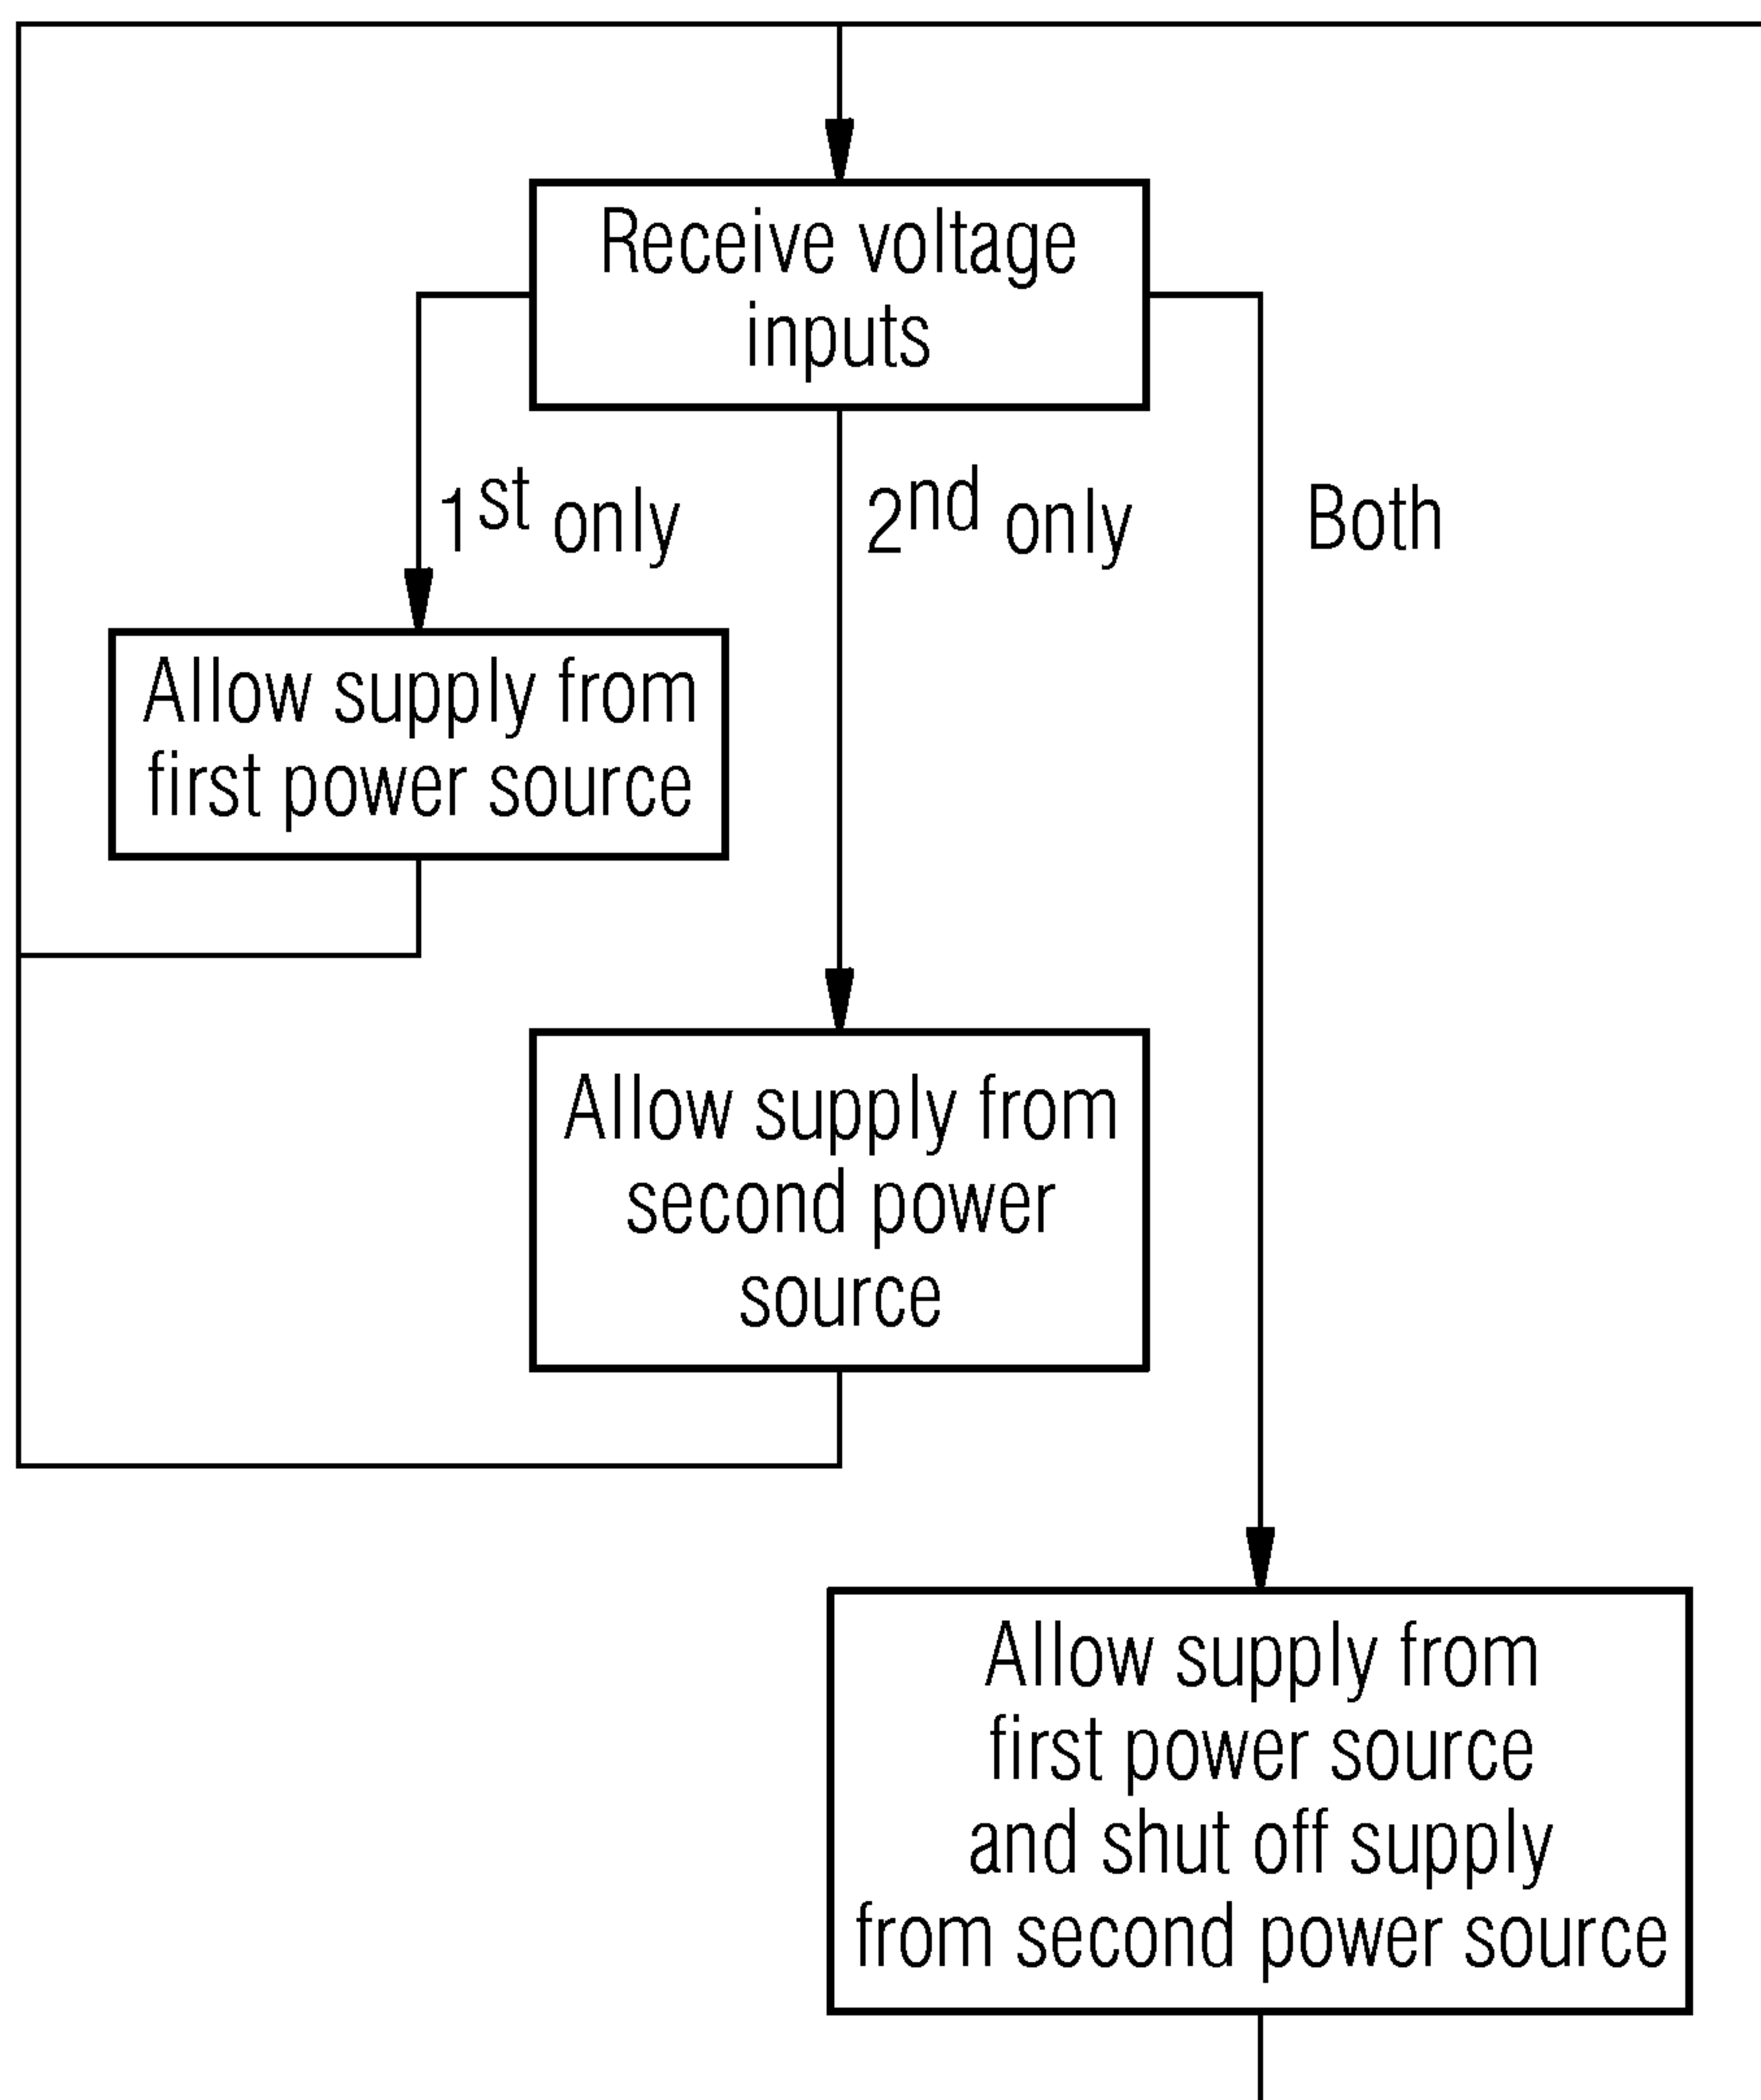 Receive voltage
inputs
1st only
2nd only
Both
Allow supply from
first power source
Allow supply from
second power
source
Allow supply from
first power source
and shut off supply
from second power source